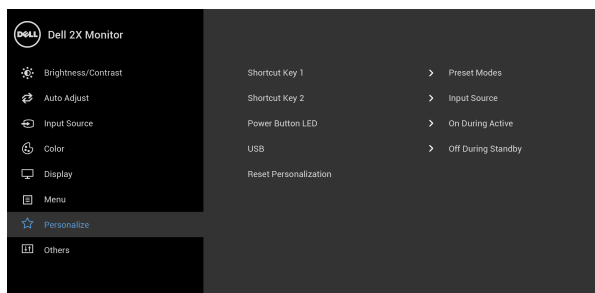 DELL Dell 2X Monitor
Brightness/Contrast
Auto Adjust
Input Source
Color
Display
Menu
Personalize
Others
Shortcut Key 1 > Preset Modes
Shortcut Key 2 > Input Source
Power Button LED > On During Active
USB > Off During Standby
Reset Personalization